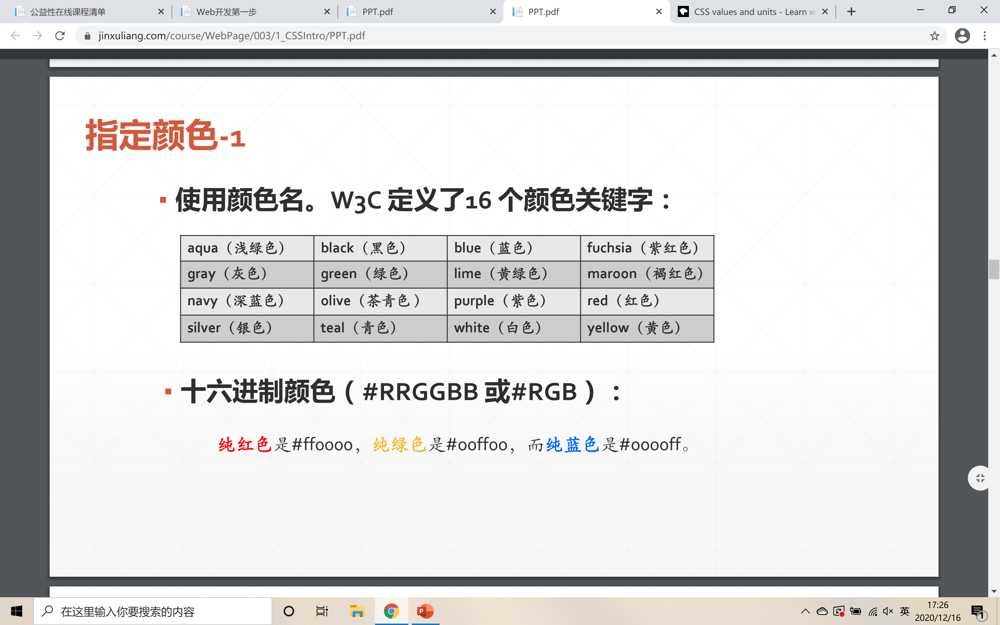 公益性在线课程清单
Web开发第一步
PPT.pdf
PPT.pdf
CSS values and units - Learn w
jinxuliang.com/course/WebPage/003/1_CSSIntro/PPT.pdf
指定颜色-1
使用颜色名。W3C 定义了16 个颜色关键字：
aqua（浅绿色） black（黑色） blue（蓝色） fuchsia（紫红色）
gray（灰色） green（绿色） lime（黄绿色） maroon（褐红色）
navy（深蓝色） olive（茶青色） purple（紫色） red（红色）
silver（银色） teal（青色） white（白色） yellow（黄色）
十六进制颜色（#RRGGBB 或#RGB）：
纯红色是#ff0000，纯绿色是#00ff00，而纯蓝色是#0000ff。
在这里输入你要搜索的内容
英
17:26
2020/12/16
1